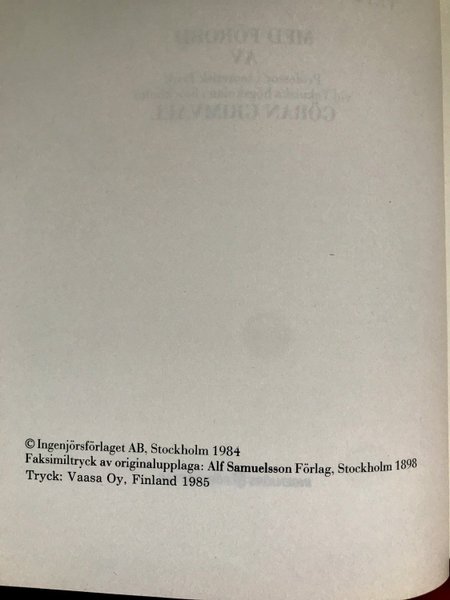 © Ingenjörsförlaget AB, Stockholm 1984
Faksimiltryck av originalupplaga: Alf Samuelsson Förlag, Stockholm 1898
Tryck: Vaasa Oy, Finland 1985